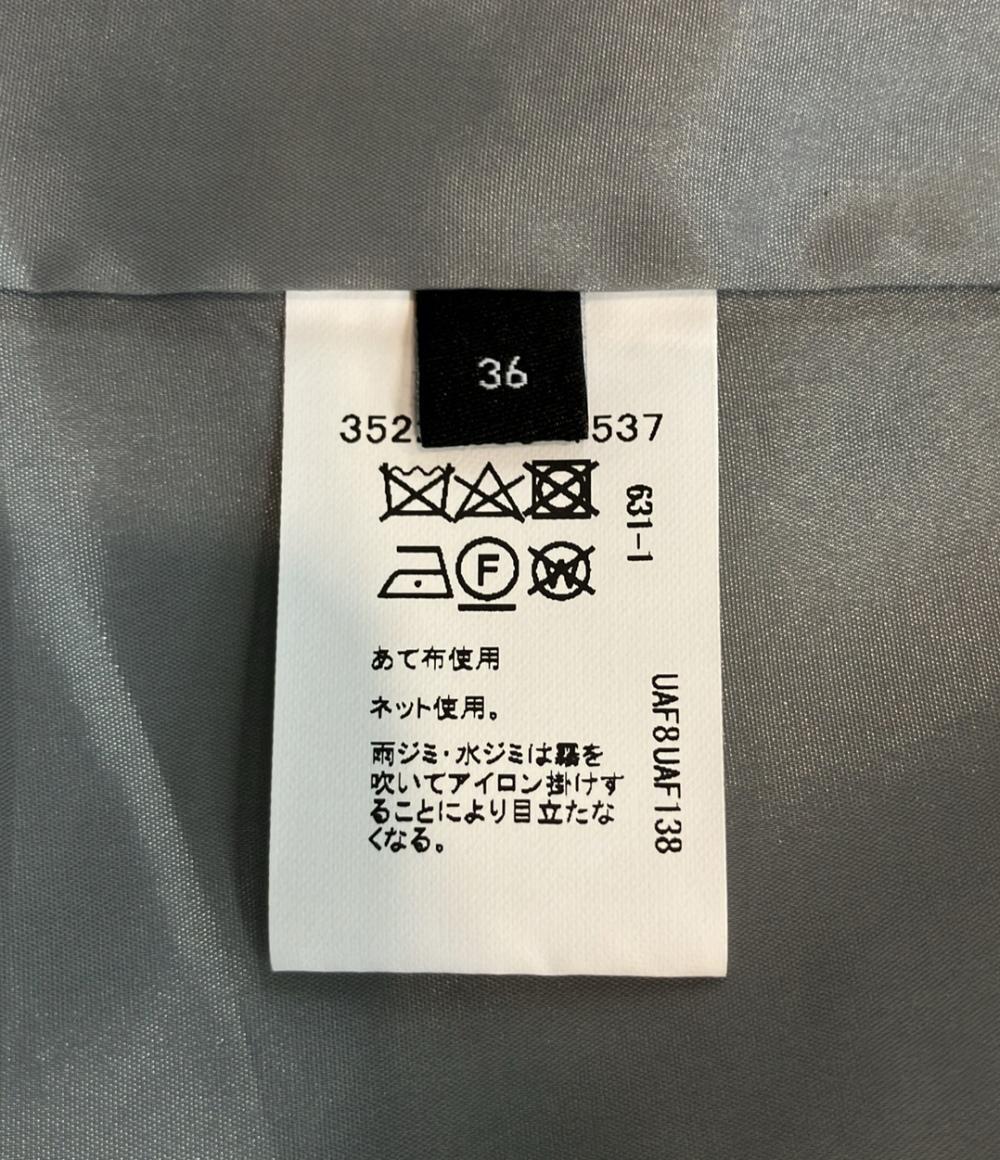 36
352 537
631-1
F
W
あて布使用
ネット使用。
雨ジミ・水ジミは霧を
吹いてアイロン掛けす
ることにより目立たな
くなる。
UAF8UAF138